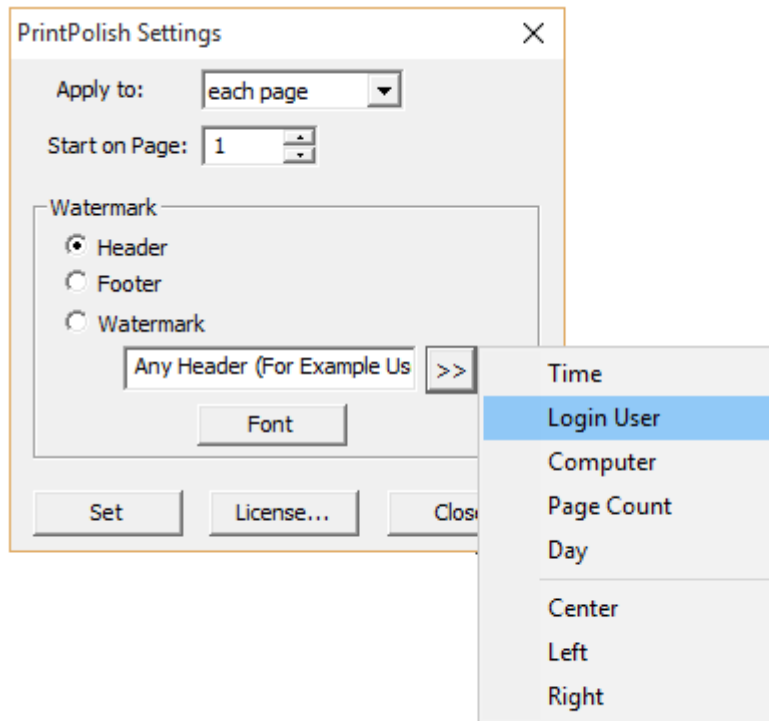 PrintPolish Settings
Apply to: each page
Start on Page: 1
Watermark
Header
Footer
Watermark
Any Header (For Example Us >>
Font
Set License... Clos
Time
Login User
Computer
Page Count
Day
Center
Left
Right